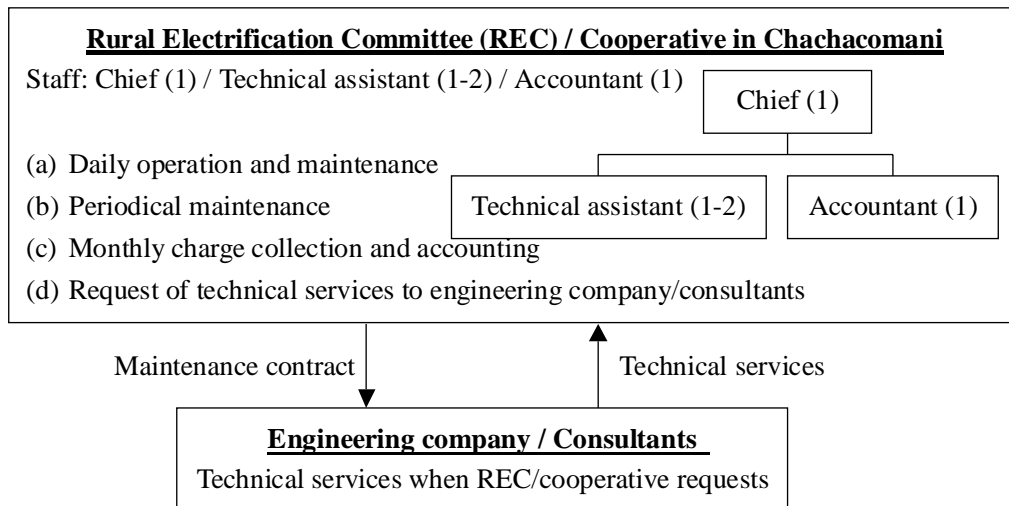 Rural Electrification Committee (REC) / Cooperative in Chachacomani
Staff: Chief (1) / Technical assistant (1-2) / Accountant (1)
Chief (1)
(a) Daily operation and maintenance
(b) Periodical maintenance
Technical assistant (1-2)
Accountant (1)
(c) Monthly charge collection and accounting
(d) Request of technical services to engineering company/consultants
Maintenance contract
Technical services
Engineering company / Consultants
Technical services when REC/cooperative requests